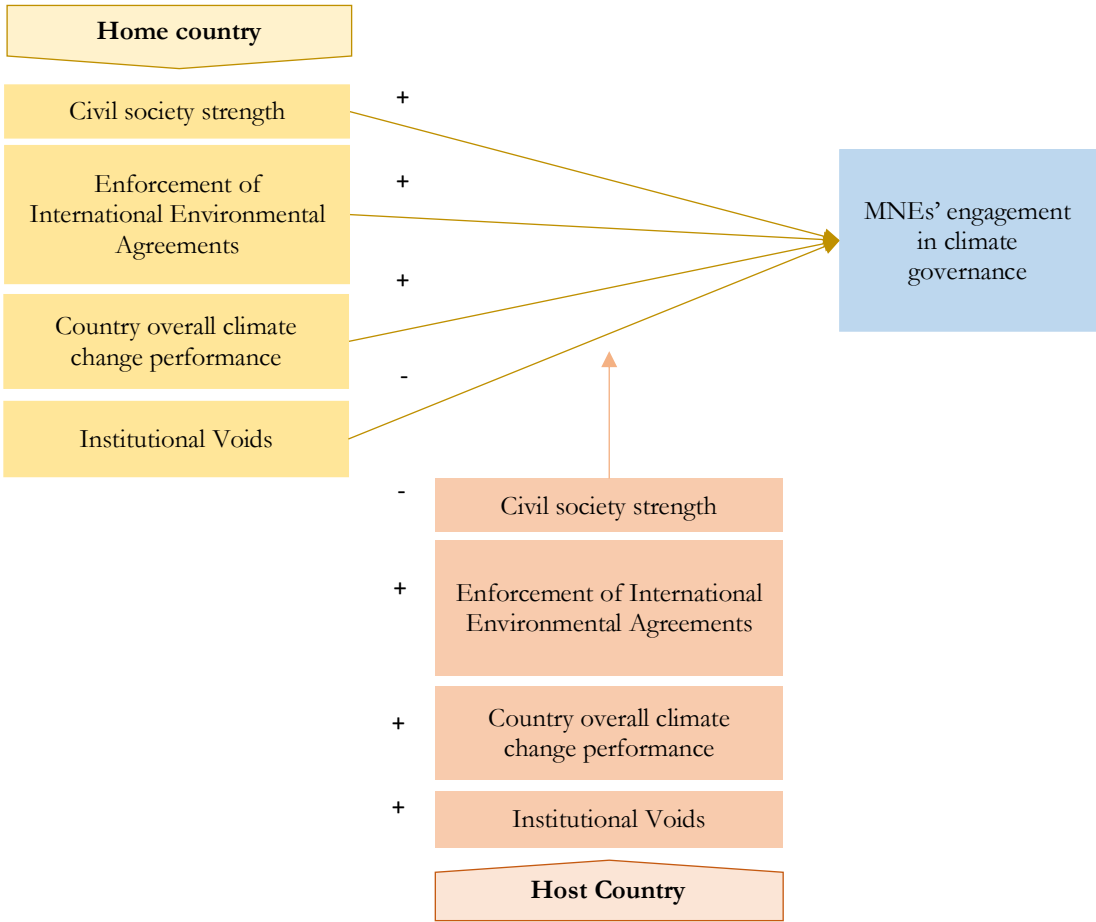 Home country
Civil society strength
+
Enforcement of
International Environmental
Agreements
+
Country overall climate
change performance
+
Institutional Voids
-
MNEs’ engagement
in climate
governance
-
Civil society strength
+
Enforcement of International
Environmental Agreements
+
Country overall climate
change performance
+
Institutional Voids
Host Country